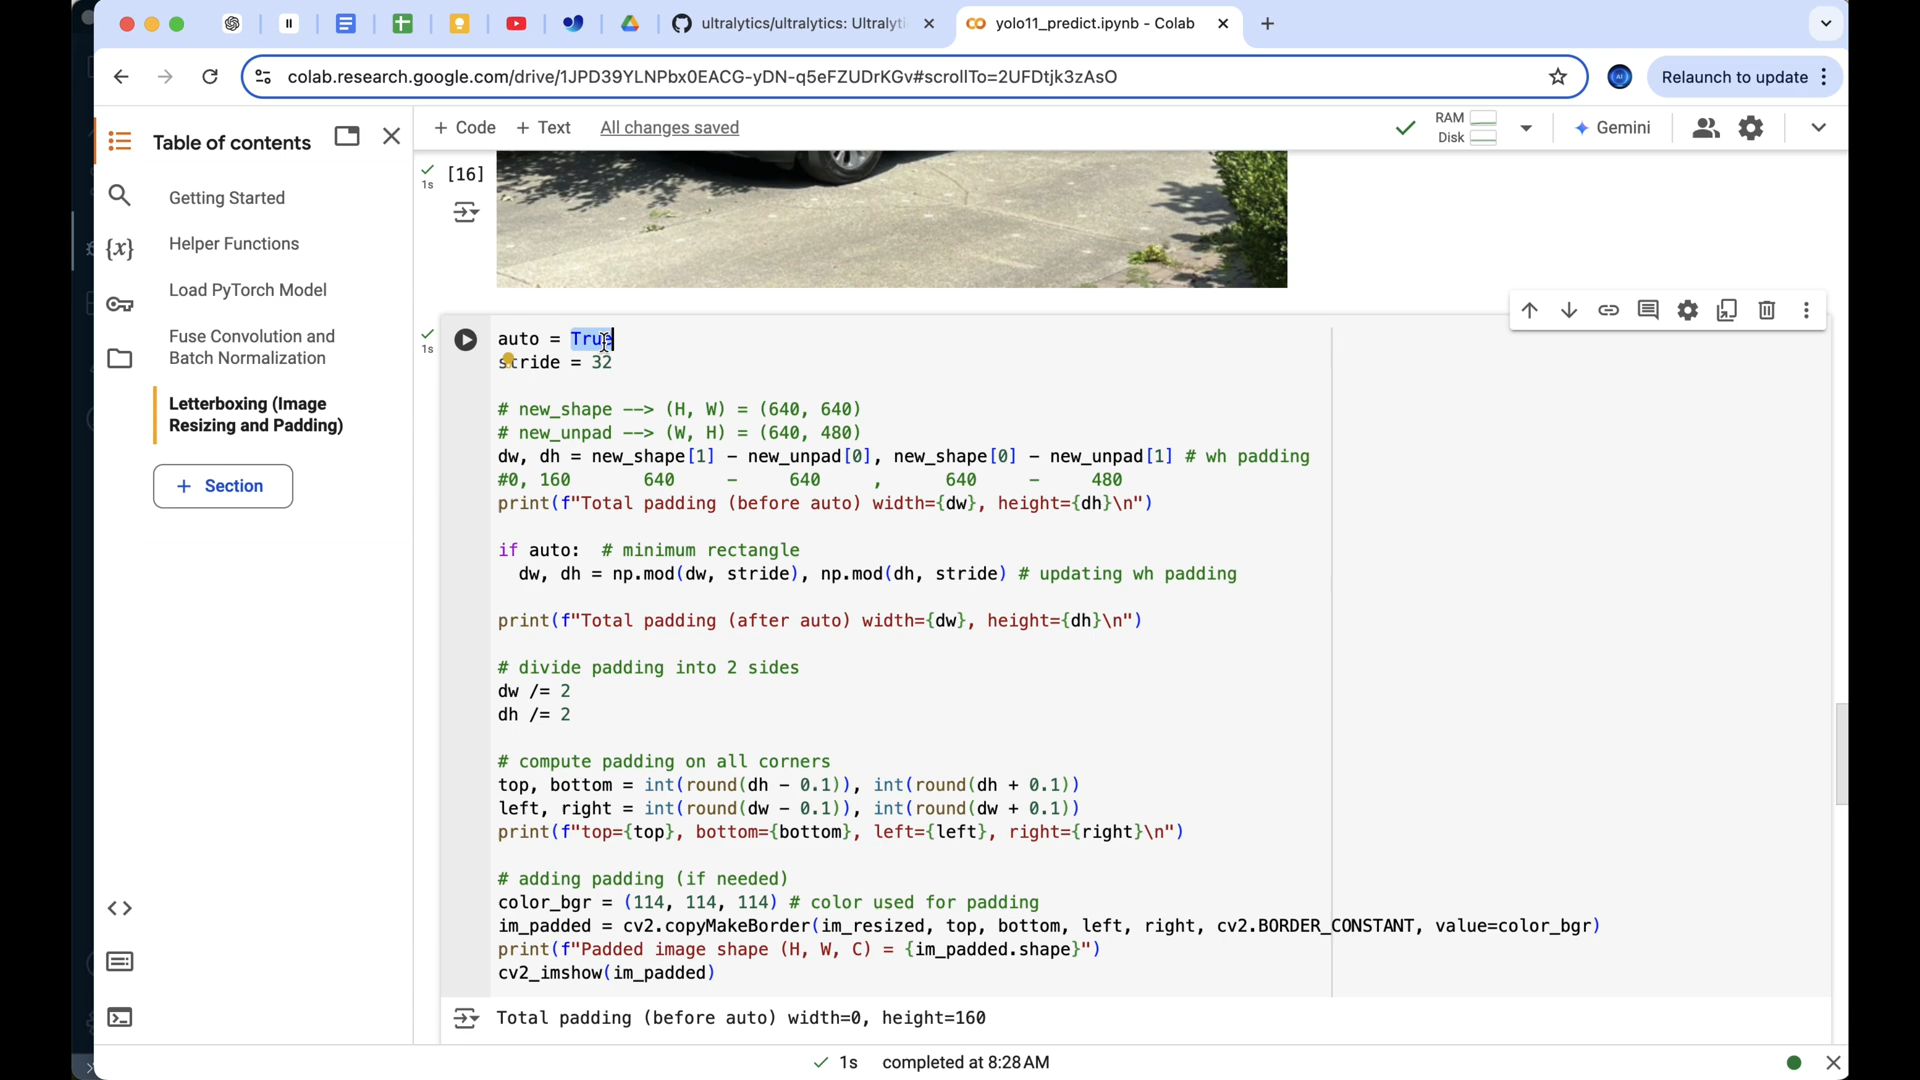 ultralytics/ultralytics: Ultralyti
yolo11_predict.ipynb - Colab
colab.research.google.com/drive/1JPD39YLNPbx0EACG-yDN-q5eFZUDrKGv#scrollTo=2UFDtjk3zAsO
Relaunch to update
Table of contents
Getting Started
Helper Functions
Load PyTorch Model
Fuse Convolution and
Batch Normalization
Letterboxing (Image
Resizing and Padding)
+ Section
+ Code + Text All changes saved
RAM
Disk
Gemini
[16]
1s
1s
auto = True
stride = 32
# new_shape --> (H, W) = (640, 640)
# new_unpad --> (W, H) = (640, 480)
dw, dh = new_shape[1] - new_unpad[0], new_shape[0] - new_unpad[1] # wh padding
#0, 160 640 - 640 , 640 - 480
print(f"Total padding (before auto) width={dw}, height={dh}\n")
if auto: # minimum rectangle
dw, dh = np.mod(dw, stride), np.mod(dh, stride) # updating wh padding
print(f"Total padding (after auto) width={dw}, height={dh}\n")
# divide padding into 2 sides
dw /= 2
dh /= 2
# compute padding on all corners
top, bottom = int(round(dh - 0.1)), int(round(dh + 0.1))
left, right = int(round(dw - 0.1)), int(round(dw + 0.1))
print(f"top={top}, bottom={bottom}, left={left}, right={right}\n")
# adding padding (if needed)
color_bgr = (114, 114, 114) # color used for padding
im_padded = cv2.copyMakeBorder(im_resized, top, bottom, left, right, cv2.BORDER_CONSTANT, value=color_bgr)
print(f"Padded image shape (H, W, C) = {im_padded.shape}")
cv2_imshow(im_padded)
Total padding (before auto) width=0, height=160
1s completed at 8:28 AM